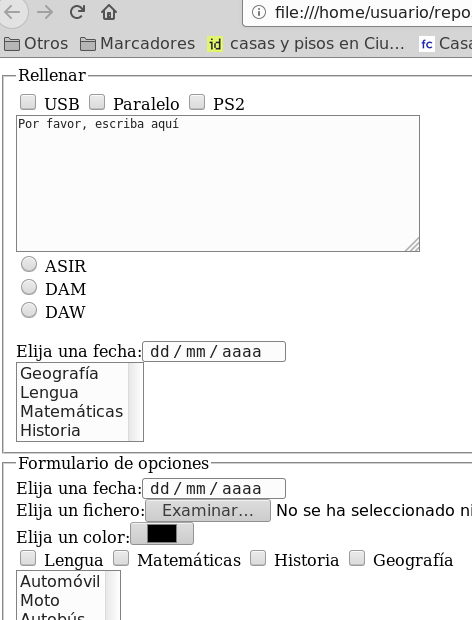 file:///home/usuario/repo
Otros Marcadores id casas y pisos en Ciu… fc Casa
Rellenar
USB Paralelo PS2
Por favor, escriba aquí
ASIR
DAM
DAW
Elija una fecha: dd / mm / aaaa
Geografía
Lengua
Matemáticas
Historia
Formulario de opciones
Elija una fecha: dd / mm / aaaa
Elija un fichero: Examinar… No se ha seleccionado ni
Elija un color:
Lengua Matemáticas Historia Geografía
Automóvil
Moto
Autobús